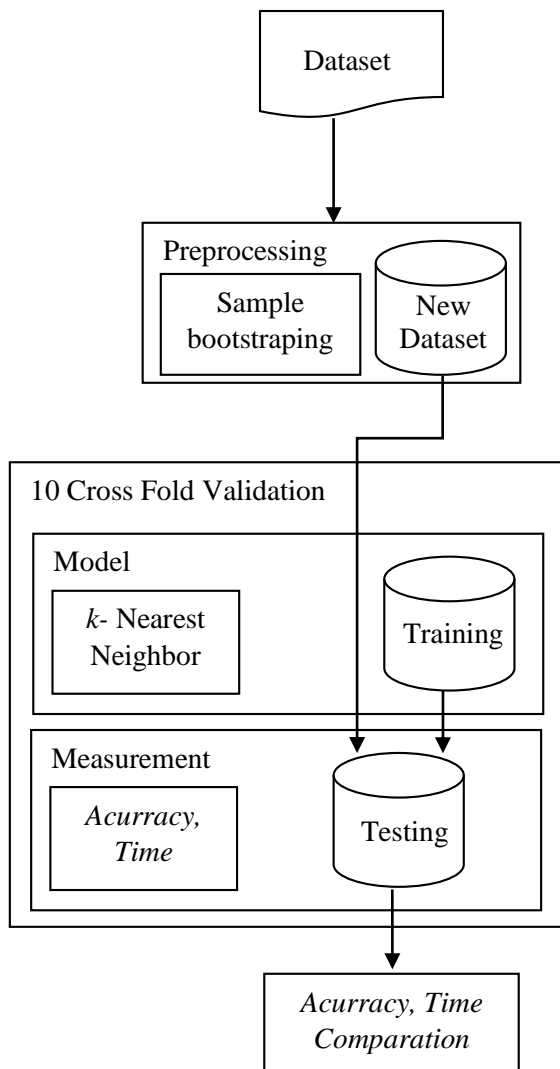 Dataset
Preprocessing
Sample
bootstraping
New
Dataset
10 Cross Fold Validation
Model
k- Nearest
Neighbor
Training
Measurement
Acurracy,
Time
Testing
Acurracy, Time
Comparation